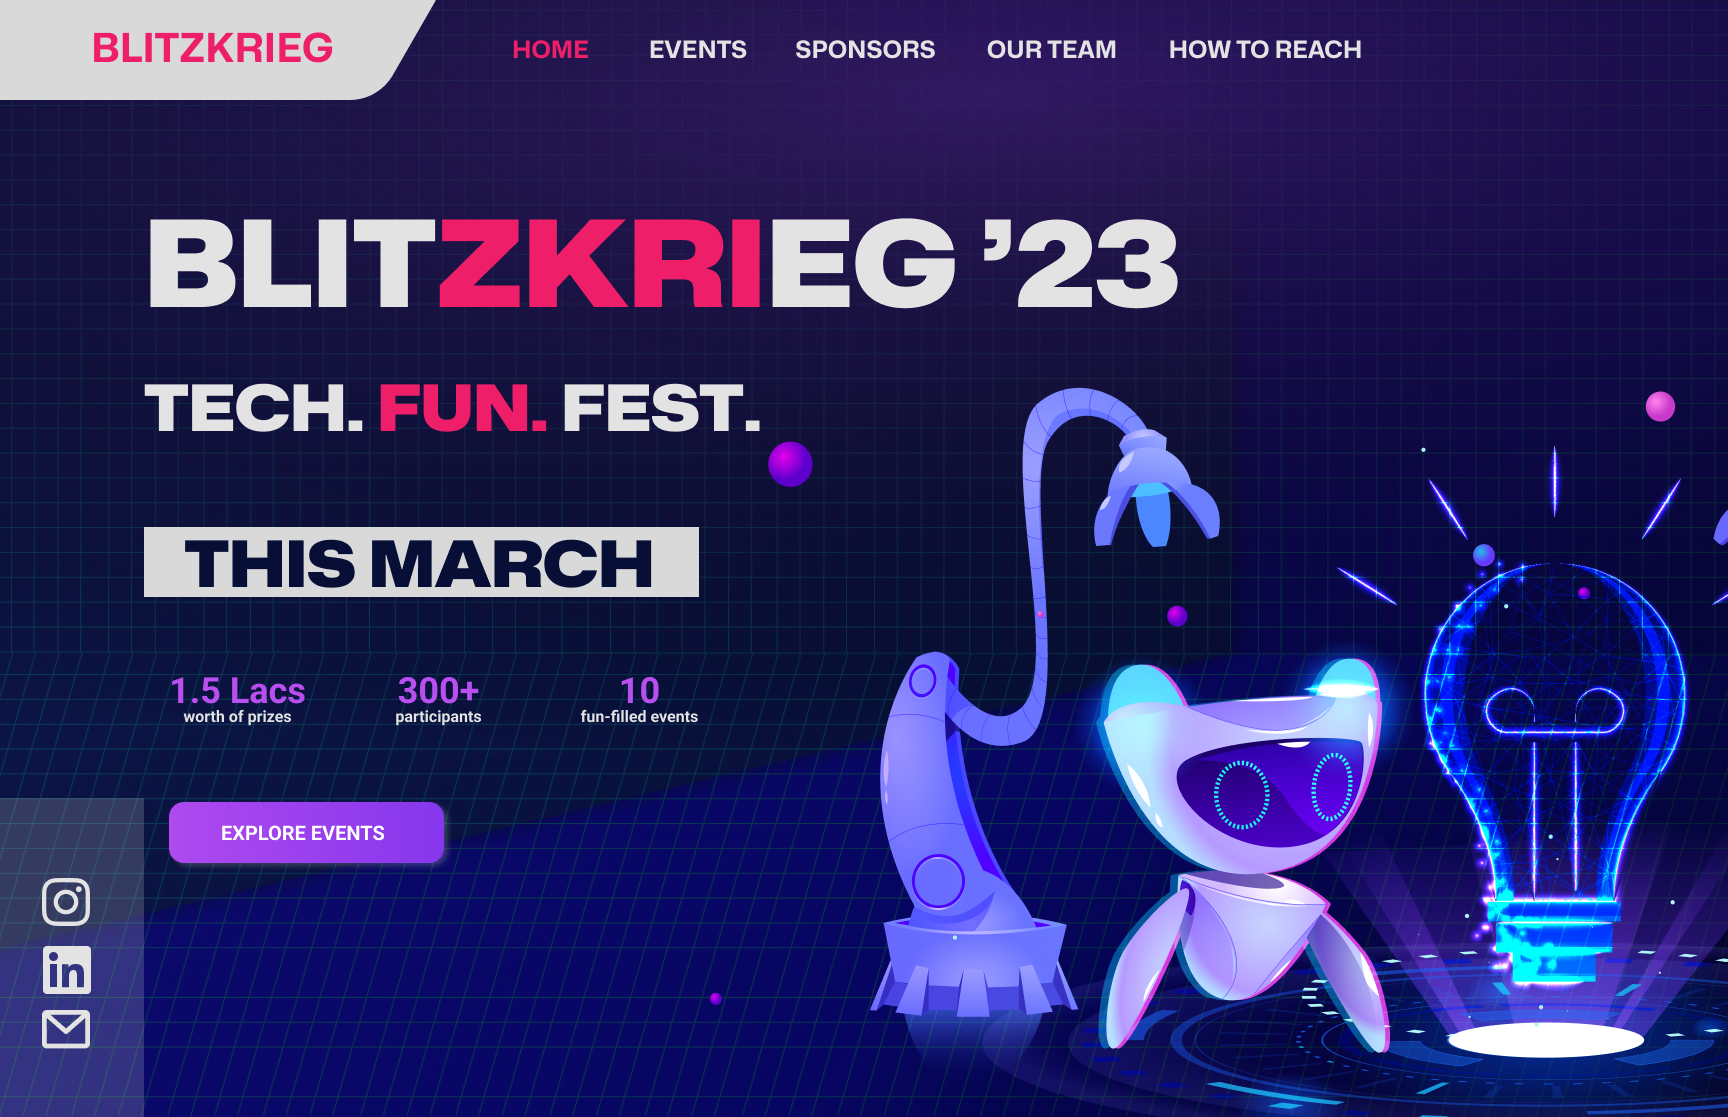 BLITZKRIEG
HOME EVENTS SPONSORS OUR TEAM HOW TO REACH
BLITZKRIEG ’23
TECH. FUN. FEST.
THIS MARCH
1.5 Lacs 300+ 10
worth of prizes participants fun-filled events
EXPLORE EVENTS
in